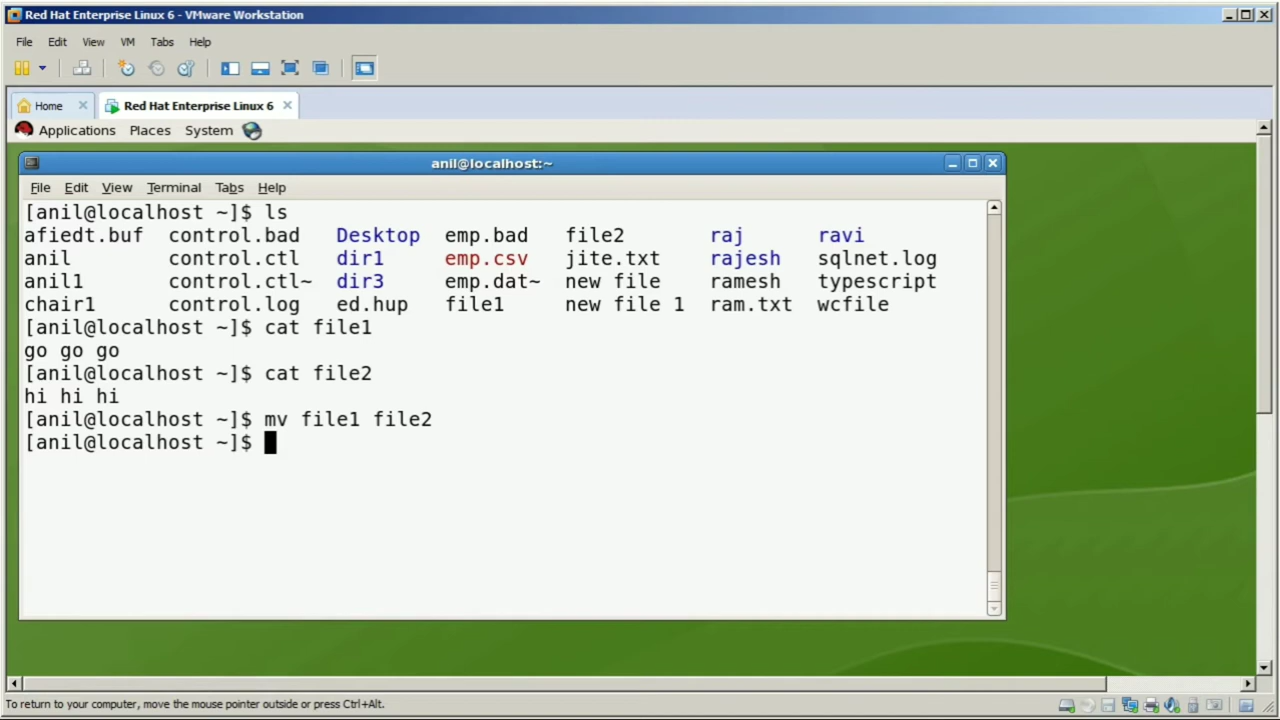 Red Hat Enterprise Linux 6 - VMware Workstation
File Edit View VM Tabs Help
Home Red Hat Enterprise Linux 6
Applications Places System
anil@localhost:~
File Edit View Terminal Tabs Help
[anil@localhost ~]$ ls
afiedt.buf control.bad Desktop emp.bad file2 raj ravi
anil control.ctl dir1 emp.csv jite.txt rajesh sqlnet.log
anil1 control.ctl~ dir3 emp.dat~ new file ramesh typescript
chair1 control.log ed.hup file1 new file 1 ram.txt wcfile
[anil@localhost ~]$ cat file1
go go go
[anil@localhost ~]$ cat file2
hi hi hi
[anil@localhost ~]$ mv file1 file2
[anil@localhost ~]$
To return to your computer, move the mouse pointer outside or press Ctrl+Alt.